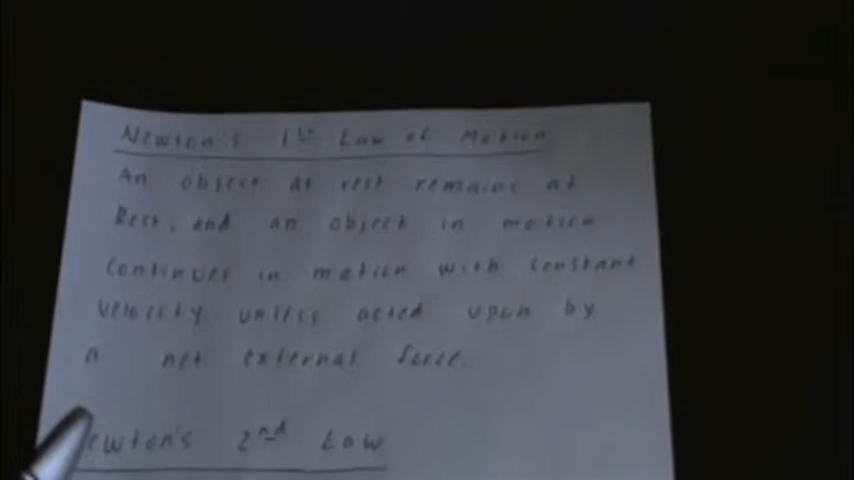 Newton's 1st Law of Motion
An object at rest remains at
Rest, and an object in motion
continues in motion with constant
velocity unless acted upon by
a net external force.
Newton's 2nd Law